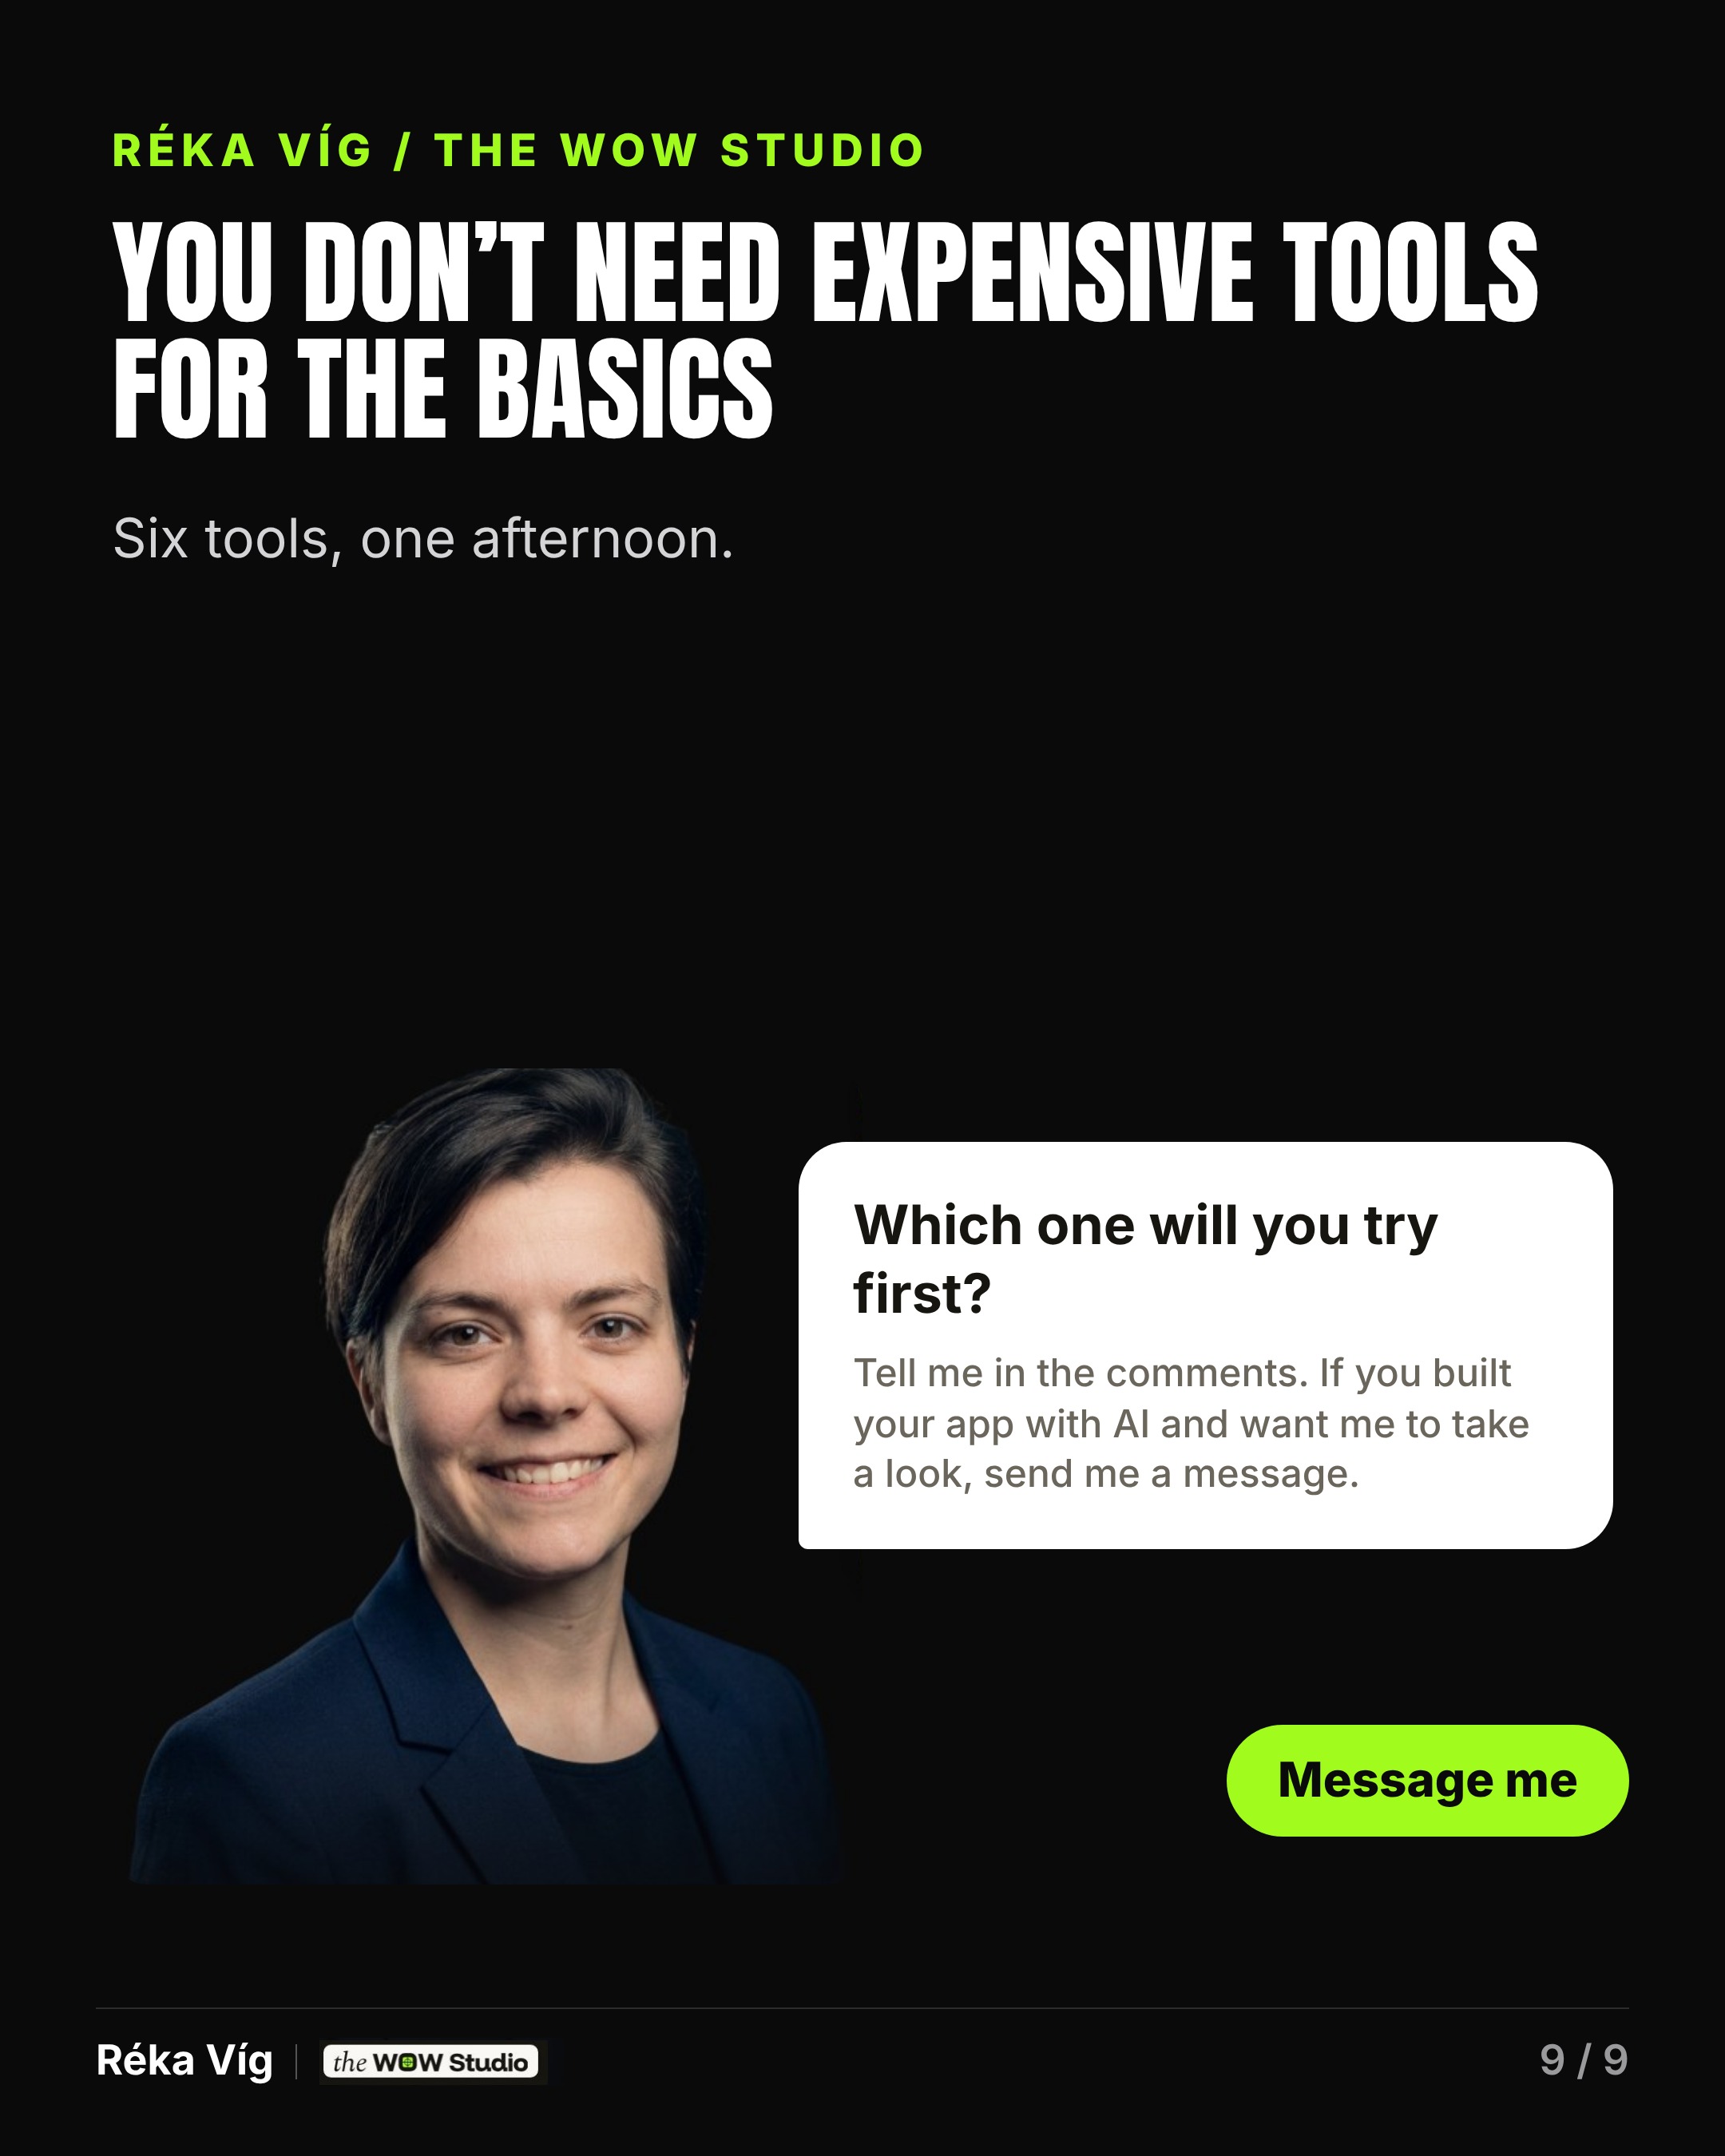 RÉKA VÍG / THE WOW STUDIO
YOU DON’T NEED EXPENSIVE TOOLS
FOR THE BASICS
Six tools, one afternoon.
Which one will you try
first?
Tell me in the comments. If you built
your app with AI and want me to take
a look, send me a message.
Message me
Réka Víg
the WOW Studio
9 / 9